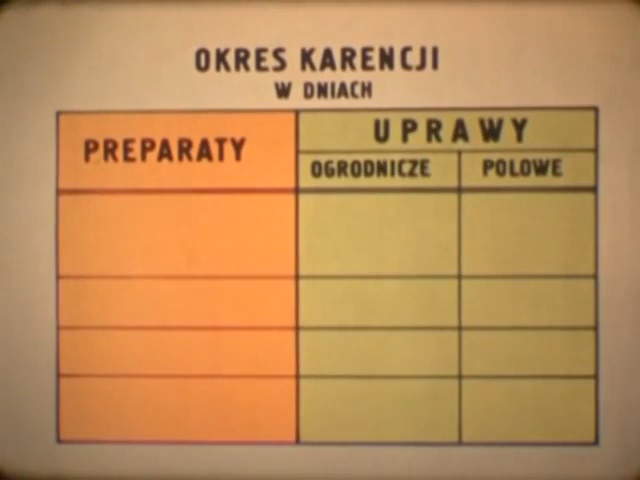 OKRES KARENCJI
W DNIACH
PREPARATY
UPRAWY
OGRODNICZE POLOWE